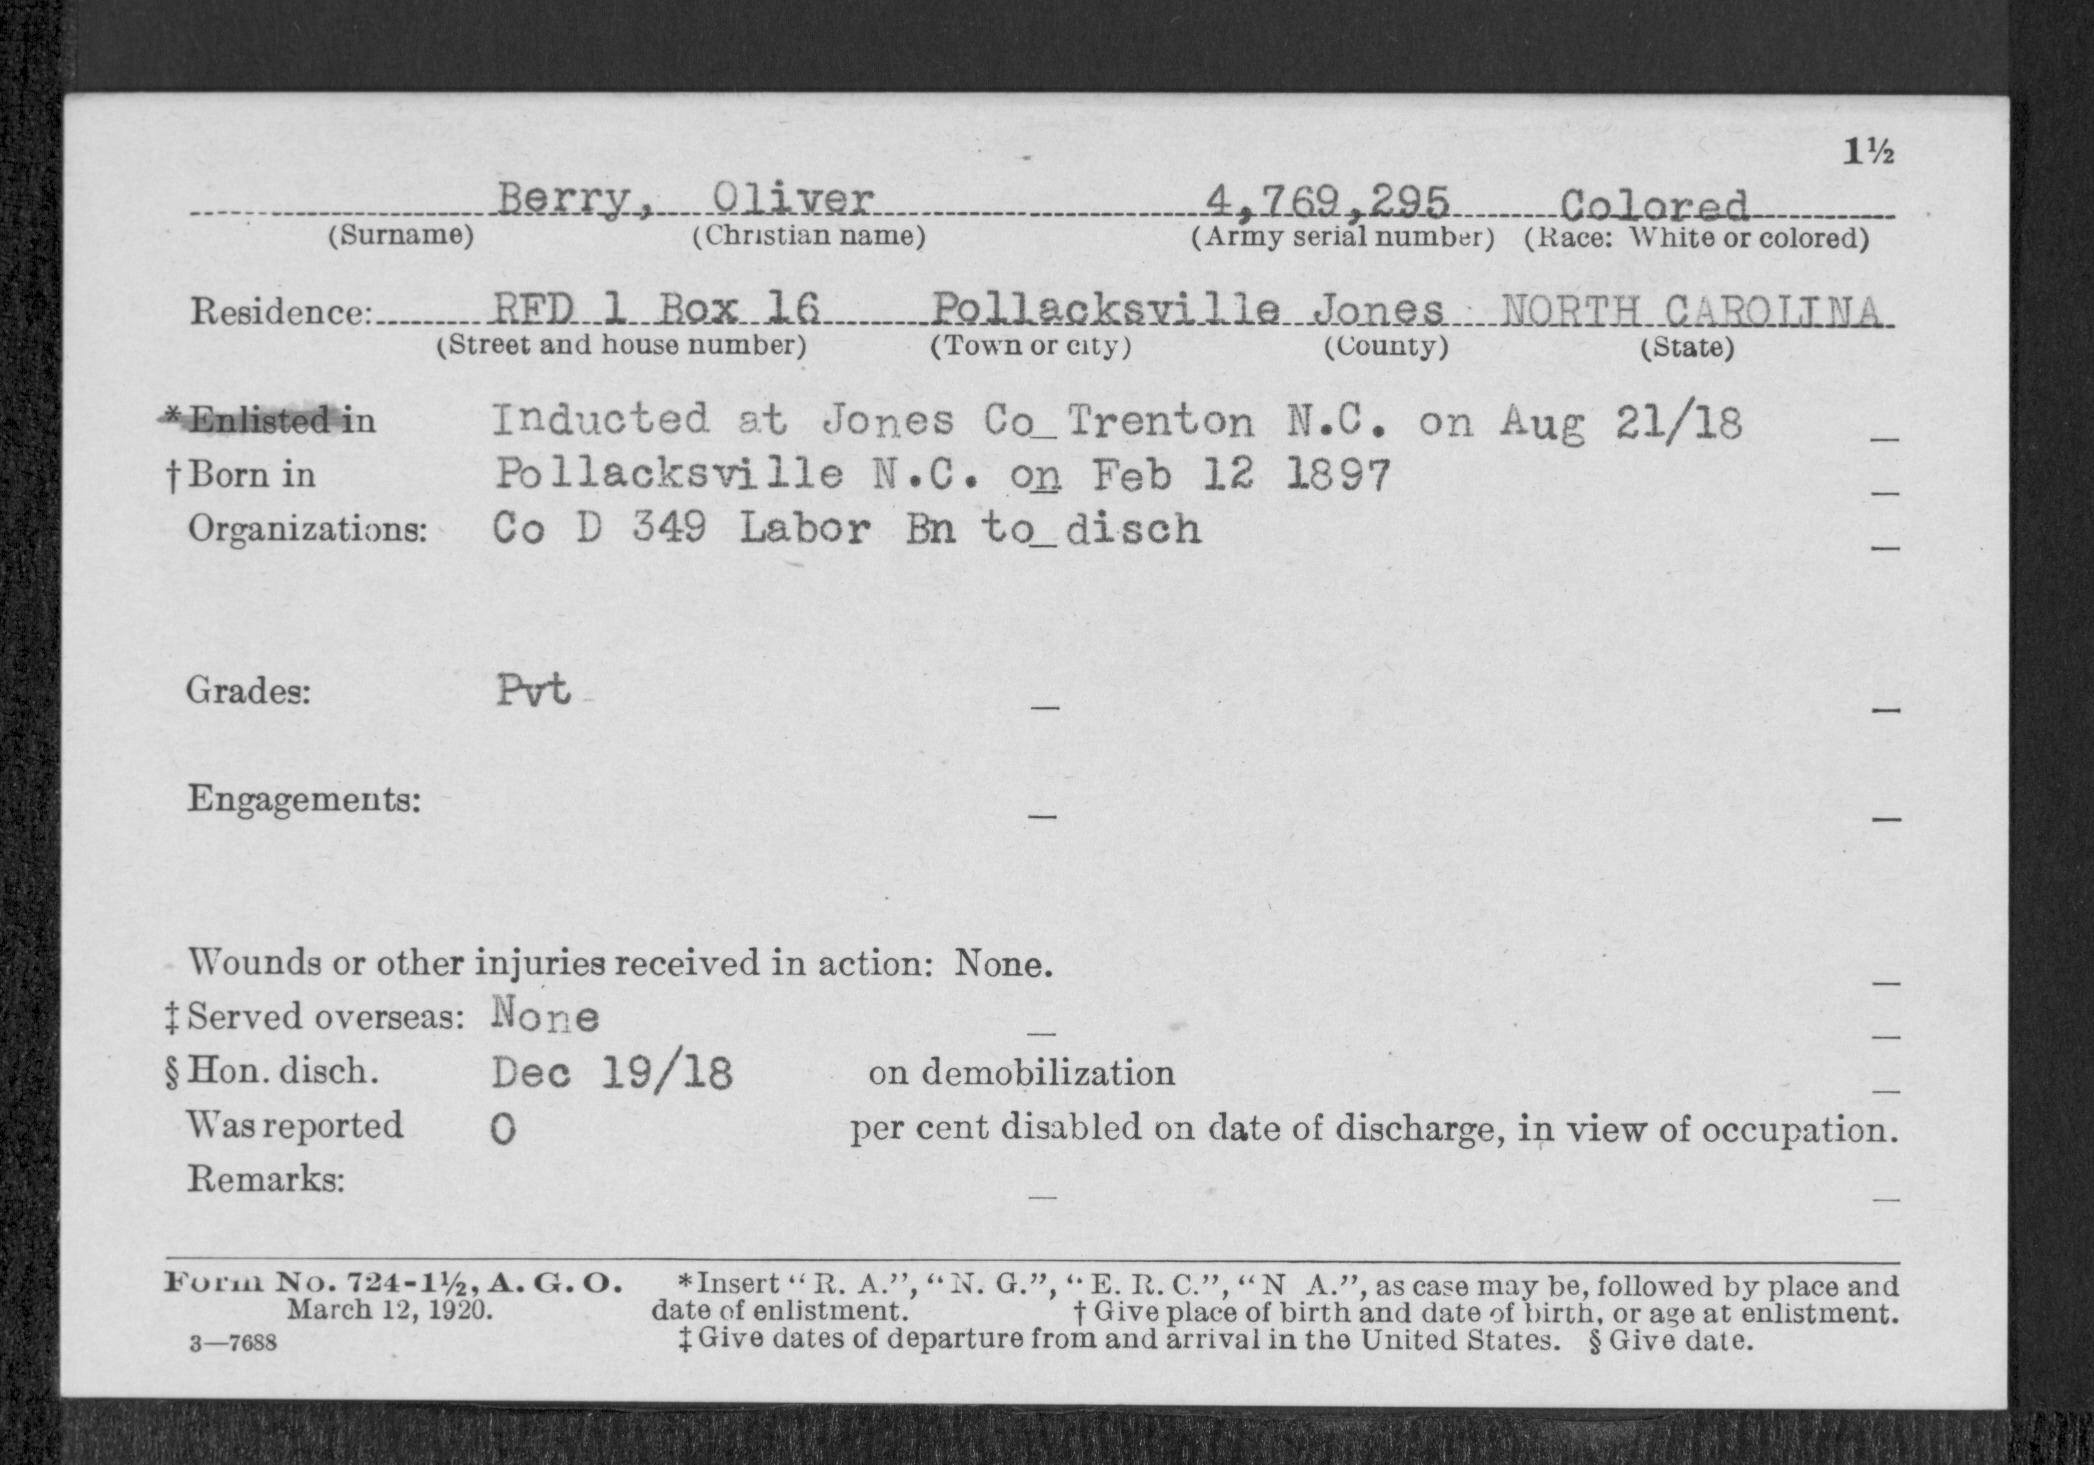 1½
Berry, Oliver 4,769,295 Colored
(Surname) (Christian name) (Army serial number) (Race: White or colored)
Residence: RFD 1 Box 16 Pollacksville Jones NORTH CAROLINA
(Street and house number) (Town or city) (County) (State)
*Enlisted in Inducted at Jones Co_Trenton N.C. on Aug 21/18
†Born in Pollacksville N.C. on Feb 12 1897
Organizations: Co D 349 Labor Bn to_disch
Grades: Pvt
Engagements:
Wounds or other injuries received in action: None.
‡Served overseas: None
§Hon. disch. Dec 19/18 on demobilization
Was reported 0 per cent disabled on date of discharge, in view of occupation.
Remarks:
Form No. 724-1½, A. G. O. *Insert "R. A.", "N. G.", "E. R. C.", "N A.", as case may be, followed by place and
March 12, 1920. date of enlistment. †Give place of birth and date of birth, or age at enlistment.
3—7688 ‡Give dates of departure from and arrival in the United States. §Give date.